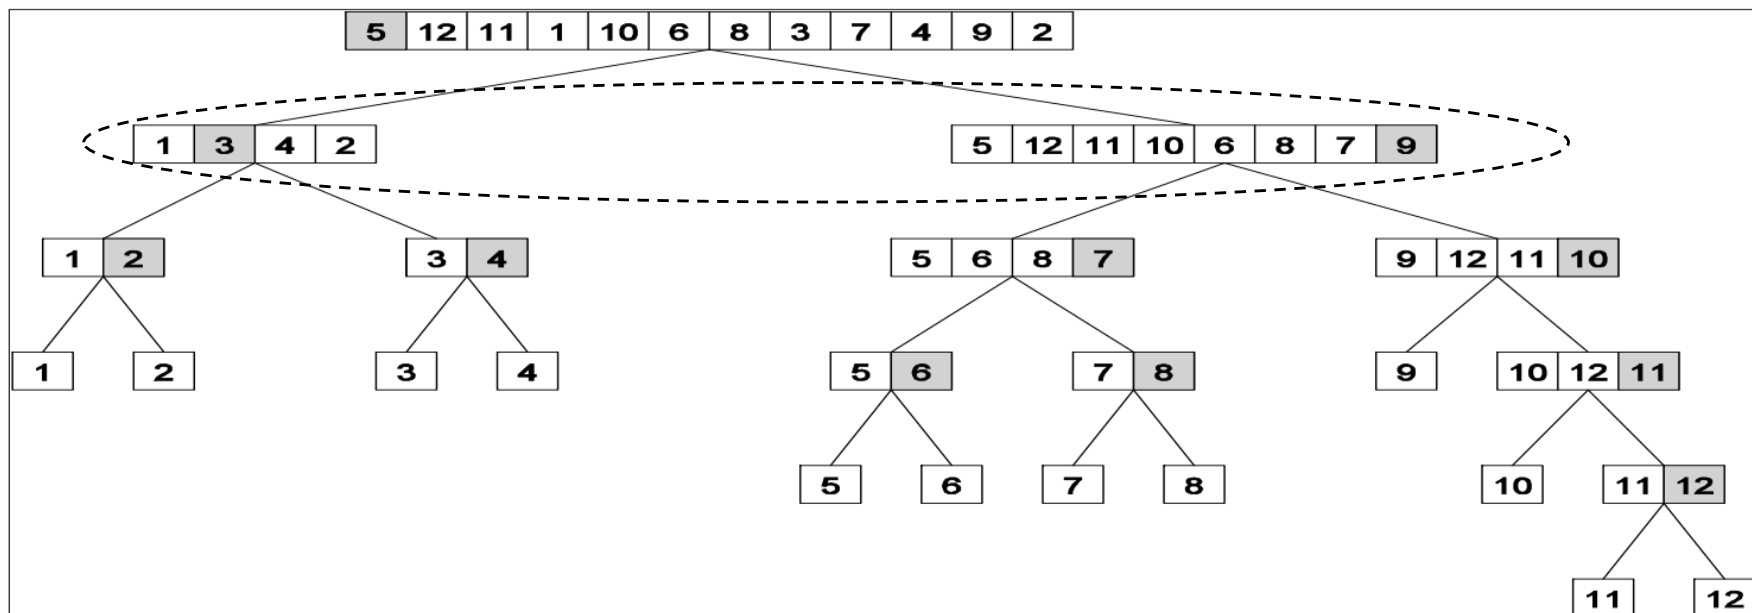 5 12 11 1 10 6 8 3 7 4 9 2
1 3 4 2 5 12 11 10 6 8 7 9
1 2 3 4 5 6 8 7 9 12 11 10
1 2 3 4 5 6 7 8 9 10 12 11
5 6 7 8 10 11 12
11 12